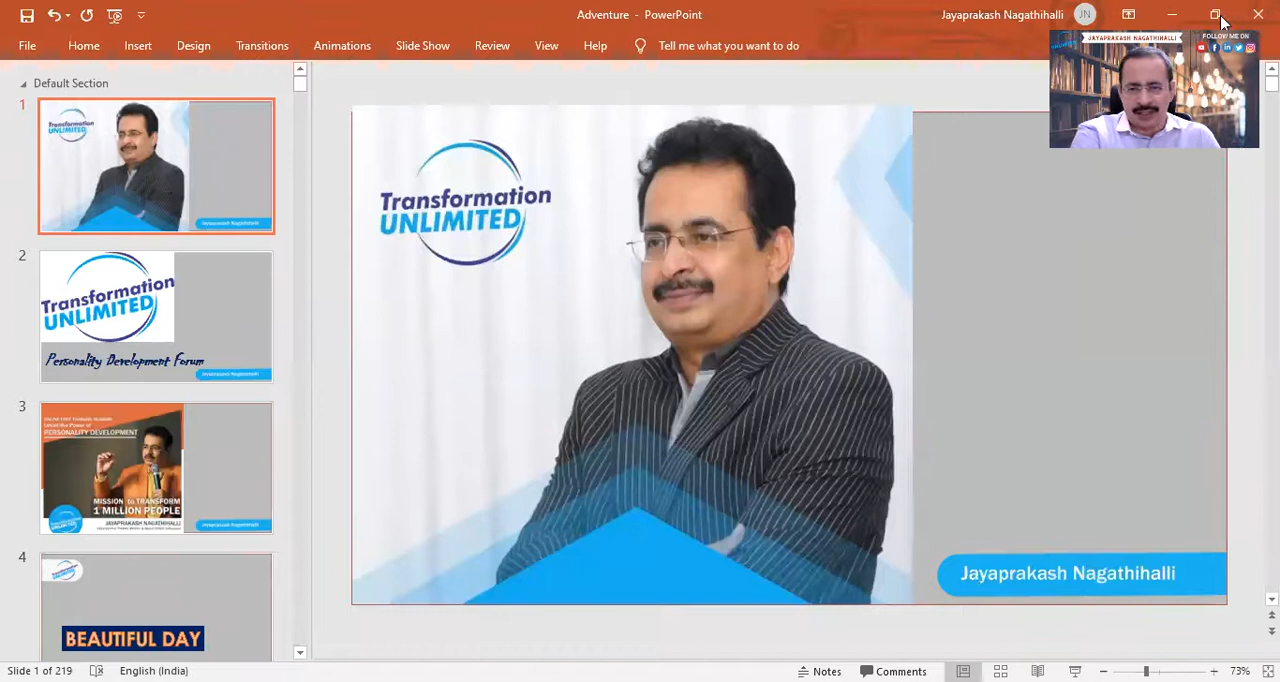 Adventure - PowerPoint
Jayaprakash Nagathihalli
JN
File Home Insert Design Transitions Animations Slide Show Review View Help Tell me what you want to do
JAYAPRAKASH NAGATHIHALLI
FOLLOW ME ON
Default Section
1
Transformation
UNLIMITED
Jayaprakash Nagathihalli
2
Transformation
UNLIMITED
Personality Development Forum
Jayaprakash Nagathihalli
3
PERSONALITY DEVELOPMENT
MISSION to TRANSFORM
1 MILLION PEOPLE
JAYAPRAKASH NAGATHIHALLI
Jayaprakash Nagathihalli
4
BEAUTIFUL DAY
Transformation
UNLIMITED
Jayaprakash Nagathihalli
Slide 1 of 219
English (India)
Notes
Comments
73%